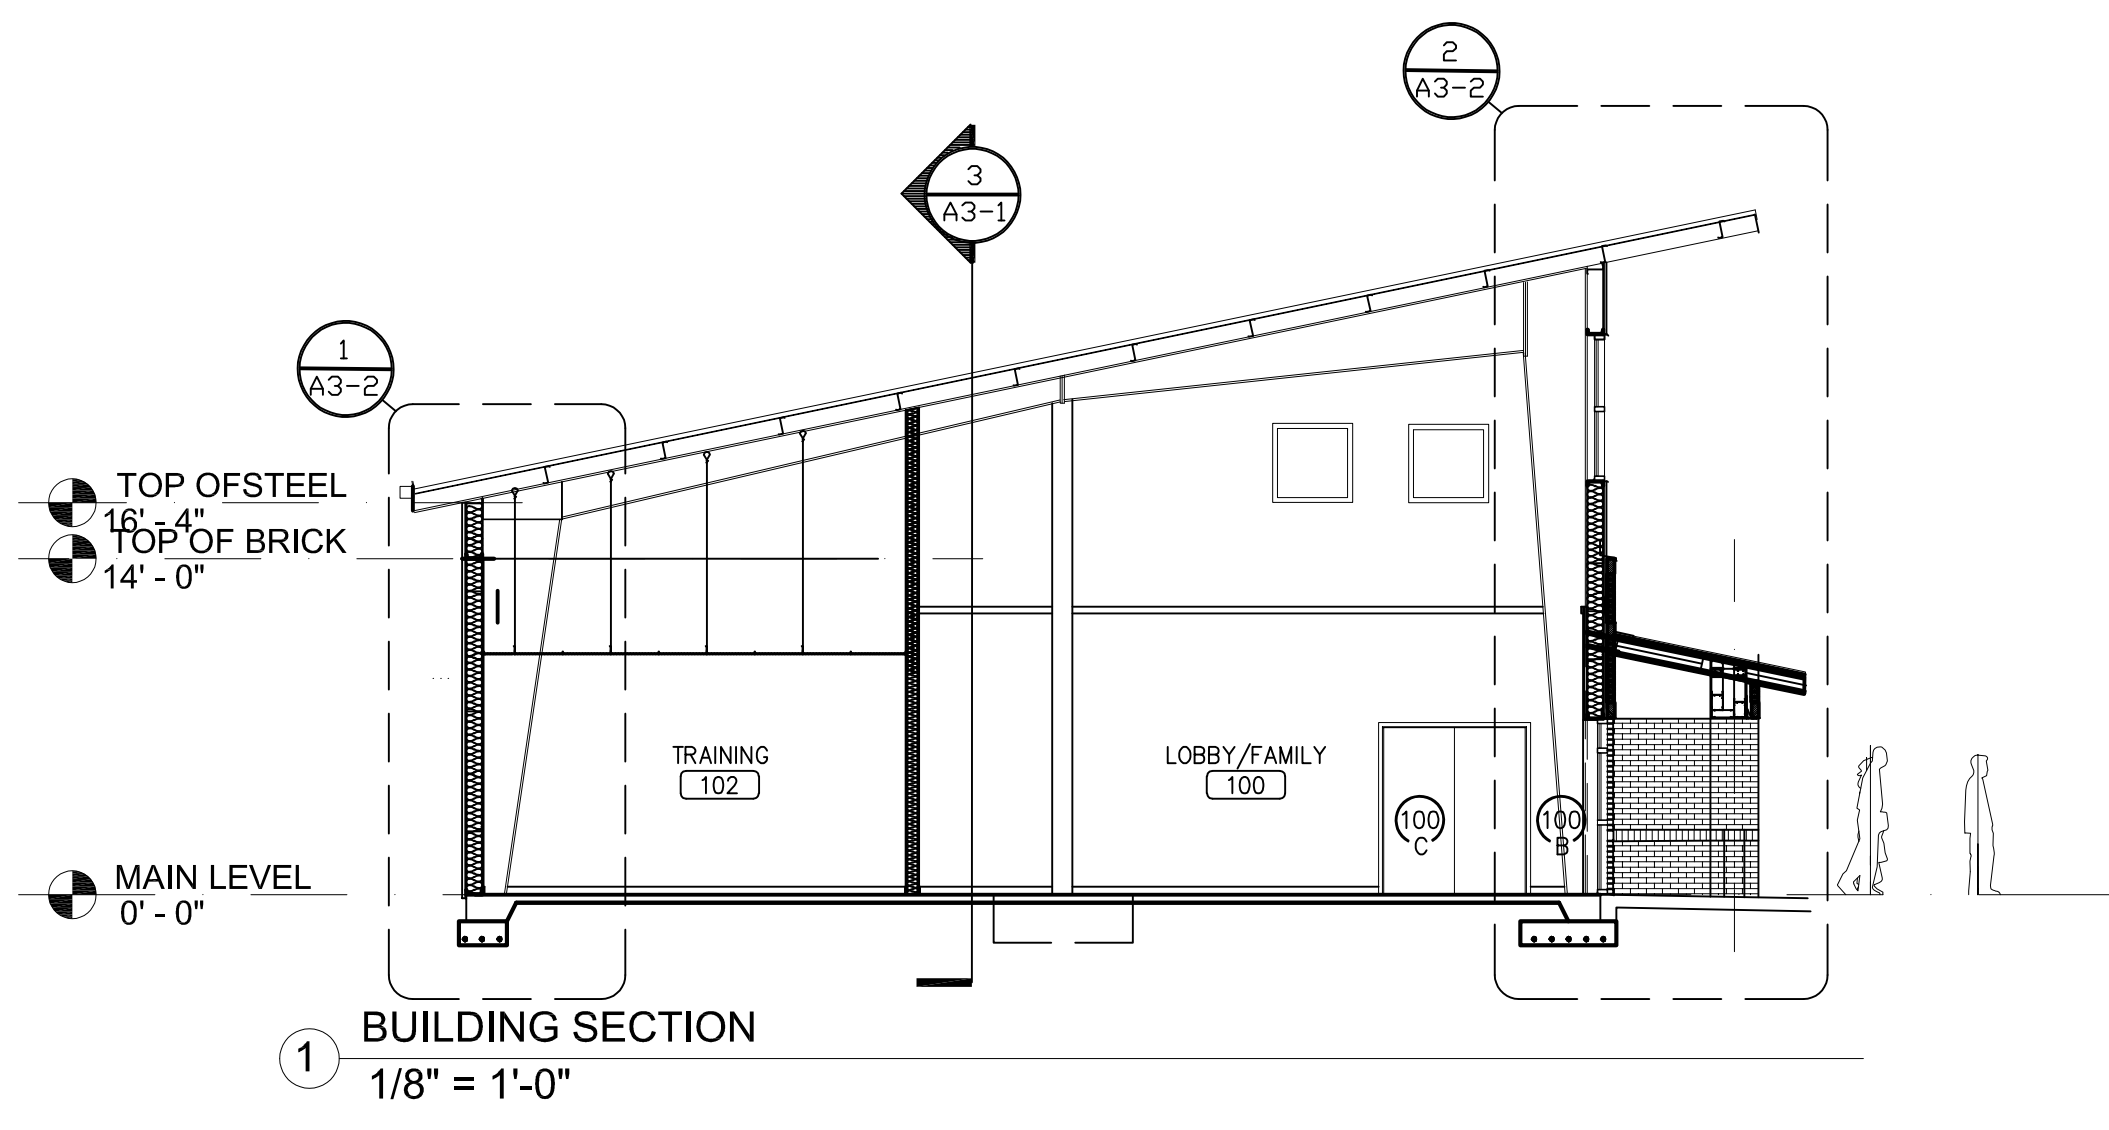 2
A3-2
3
A3-1
1
A3-2
TOP OFSTEEL
16' - 4"
TOP OF BRICK
14' - 0"
TRAINING
102
LOBBY/FAMILY
100
100
C
100
B
MAIN LEVEL
0' - 0"
1
BUILDING SECTION
1/8" = 1'-0"